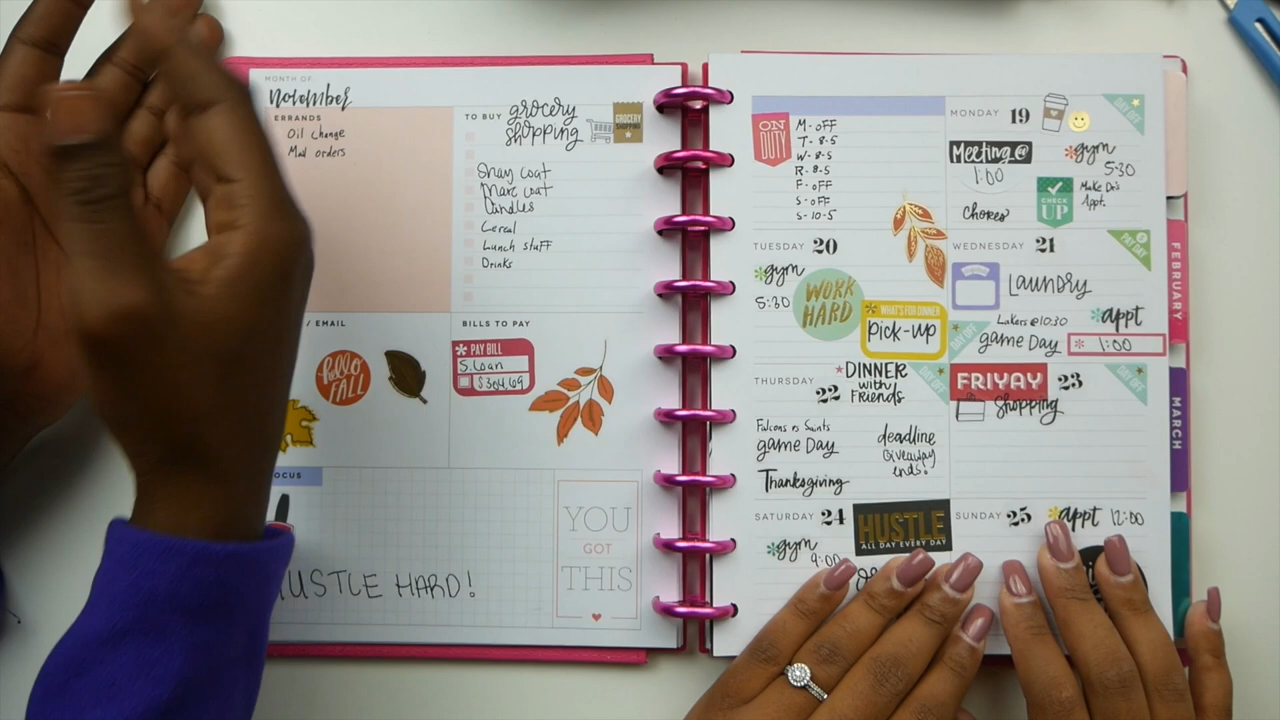 MONTH OF
november
ERRANDS
Oil change
Mail orders
TO BUY
grocery
shopping
GROCERY
SHOPPING
Shay coat
Marc coat
Candles
Cereal
Lunch stuff
Drinks
/ EMAIL
hello
FALL
BILLS TO PAY
PAY BILL
S. Loan
$304.69
OCUS
HUSTLE HARD!
YOU
GOT
THIS
ON
DUTY
M- OFF
T- 8-5
W- 8-5
R- 8-5
F- OFF
S- OFF
S- 10-5
MONDAY 19
DAY OFF
Meeting@
1:00
gym
5:30
CHECK
UP
Make Dr's
Appt.
Chores
TUESDAY 20
gym
5:30
WORK
HARD
WHAT'S FOR DINNER
Pick-up
WEDNESDAY 21
PAY DAY
Laundry
Lakers @10:30
game Day
DAY OFF
appt
1:00
THURSDAY 22
DINNER
with
Friends
DAY OFF
Falcons vs Saints
game Day
Thanksgiving
deadline
Giveaway
ends!
FRIYAY 23
DAY OFF
Shopping
SATURDAY 24
gym
9:00
HUSTLE
ALL DAY EVERY DAY
SUNDAY 25
appt 12:00
FEBRUARY
MARCH